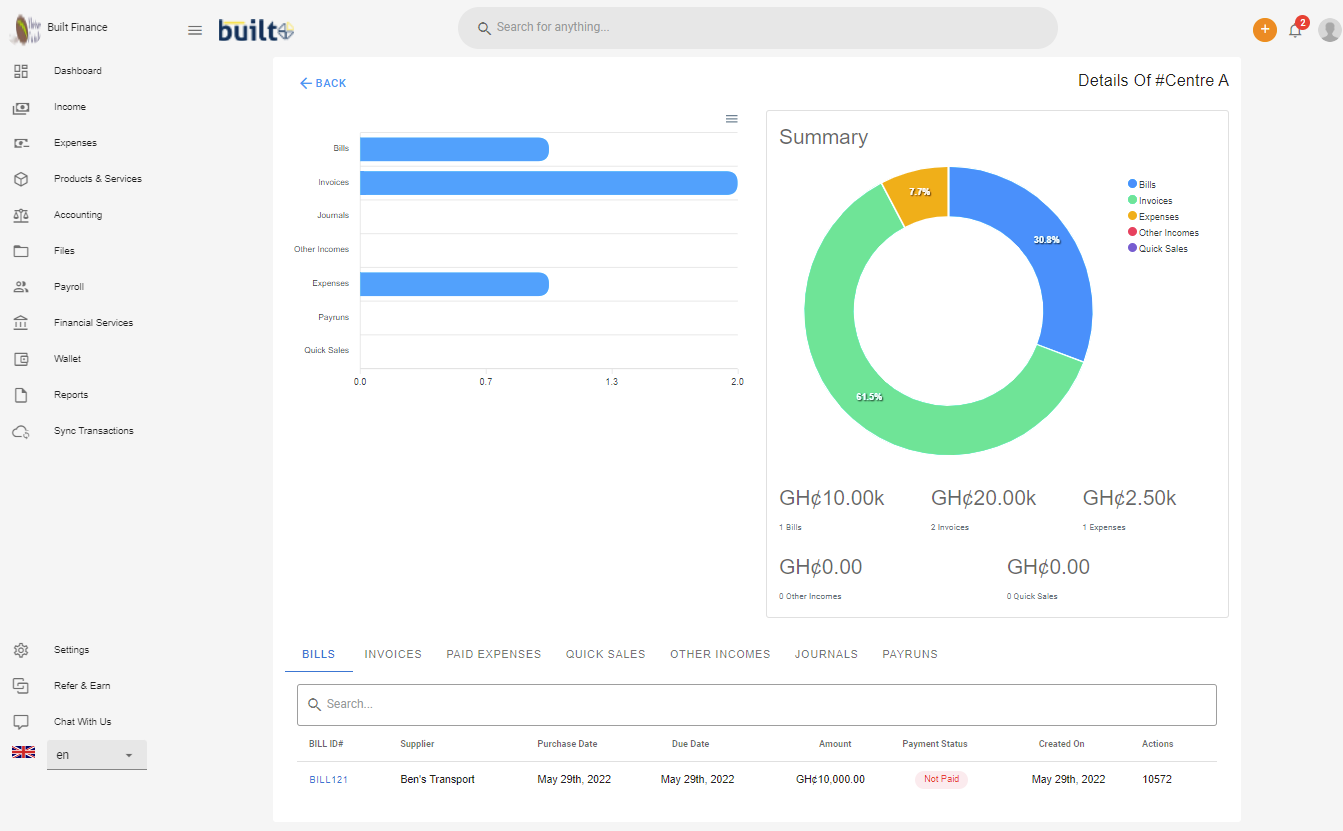 Built Finance
built
Search for anything...
2
Dashboard
Income
Expenses
Products & Services
Accounting
Files
Payroll
Financial Services
Wallet
Reports
Sync Transactions
Settings
Refer & Earn
Chat With Us
en
BACK
Details Of #Centre A
Bills
Invoices
Journals
Other Incomes
Expenses
Payruns
Quick Sales
0.0 0.7 1.3 2.0
Summary
7.7%
30.8%
61.5%
Bills
Invoices
Expenses
Other Incomes
Quick Sales
GH¢10.00k GH¢20.00k GH¢2.50k
1 Bills 2 Invoices 1 Expenses
GH¢0.00 GH¢0.00
0 Other Incomes 0 Quick Sales
BILLS INVOICES PAID EXPENSES QUICK SALES OTHER INCOMES JOURNALS PAYRUNS
Search...
BILL ID# Supplier Purchase Date Due Date Amount Payment Status Created On Actions
BILL121 Ben's Transport May 29th, 2022 May 29th, 2022 GH¢10,000.00 Not Paid May 29th, 2022 10572